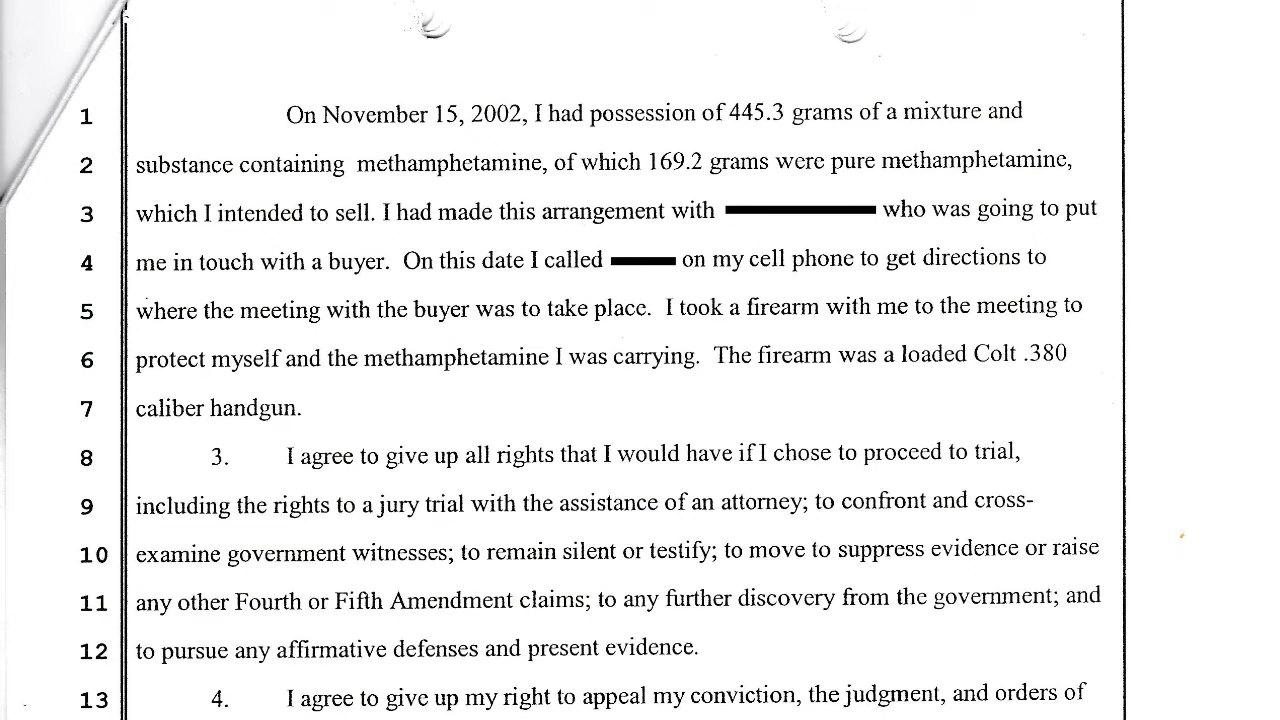 1 On November 15, 2002, I had possession of 445.3 grams of a mixture and
2 substance containing methamphetamine, of which 169.2 grams were pure methamphetamine,
3 which I intended to sell. I had made this arrangement with who was going to put
4 me in touch with a buyer. On this date I called on my cell phone to get directions to
5 where the meeting with the buyer was to take place. I took a firearm with me to the meeting to
6 protect myself and the methamphetamine I was carrying. The firearm was a loaded Colt .380
7 caliber handgun.
8 3. I agree to give up all rights that I would have if I chose to proceed to trial,
9 including the rights to a jury trial with the assistance of an attorney; to confront and cross-
10 examine government witnesses; to remain silent or testify; to move to suppress evidence or raise
11 any other Fourth or Fifth Amendment claims; to any further discovery from the government; and
12 to pursue any affirmative defenses and present evidence.
13 4. I agree to give up my right to appeal my conviction, the judgment, and orders of